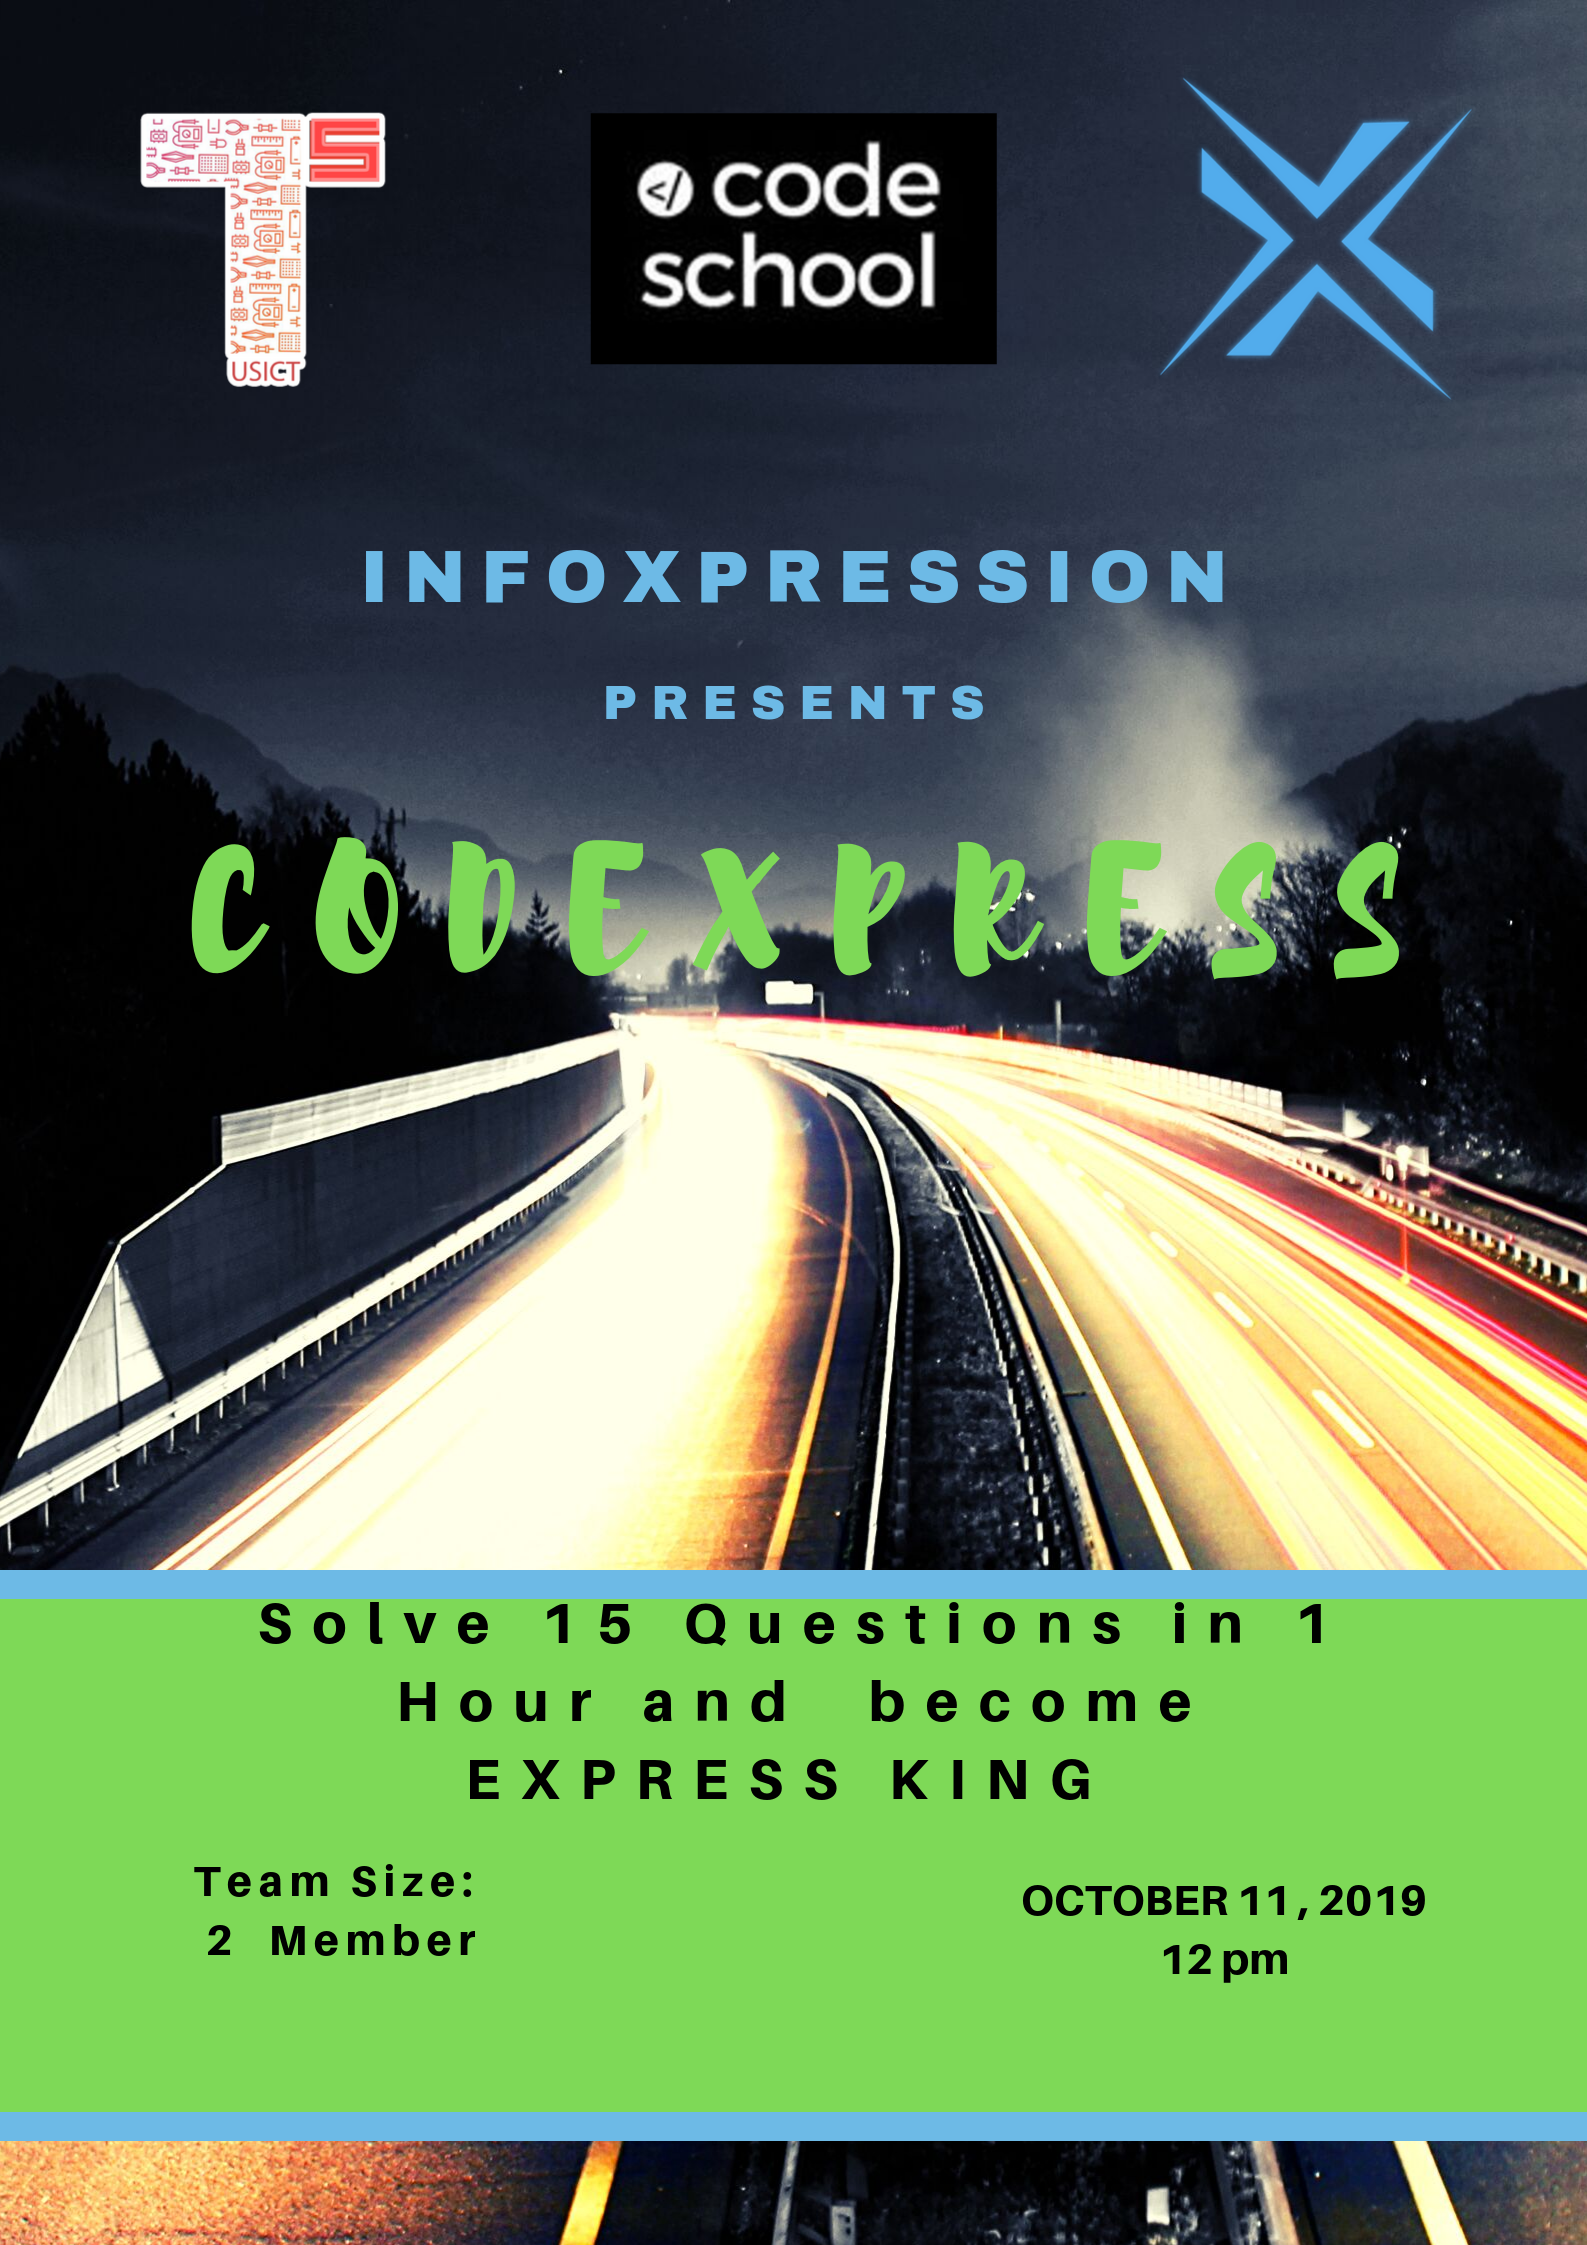 TS
USICT
</> code
school
INFOXPRESSION
PRESENTS
CODEXPRESS
Solve 15 Questions in 1
Hour and become
EXPRESS KING
Team Size:
2 Member
OCTOBER 11, 2019
12 pm